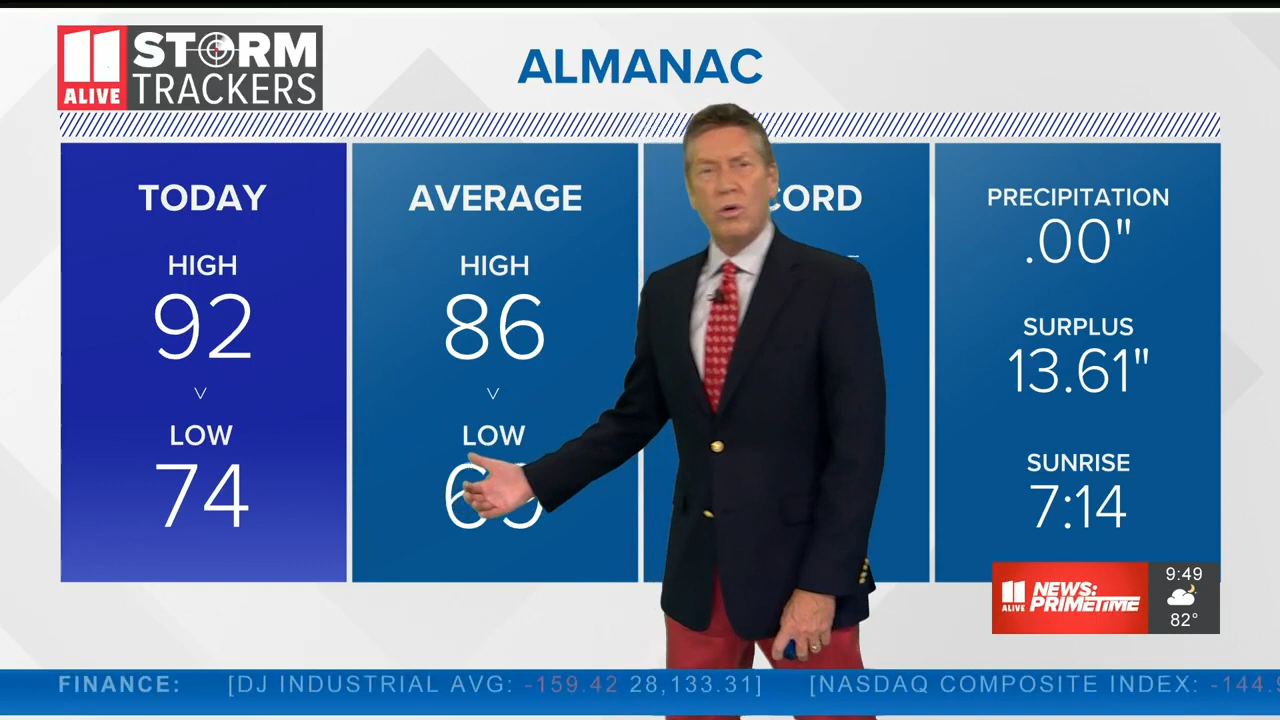 11 ALIVE
STORM
TRACKERS
ALMANAC
TODAY
HIGH
92
LOW
74
AVERAGE
HIGH
86
LOW
PRECIPITATION
.00"
SURPLUS
13.61"
SUNRISE
7:14
11 ALIVE
NEWS:
PRIMETIME
9:49
82°
FINANCE: [DJ INDUSTRIAL AVG: -159.42 28,133.31] [NASDAQ COMPOSITE INDEX: -144.